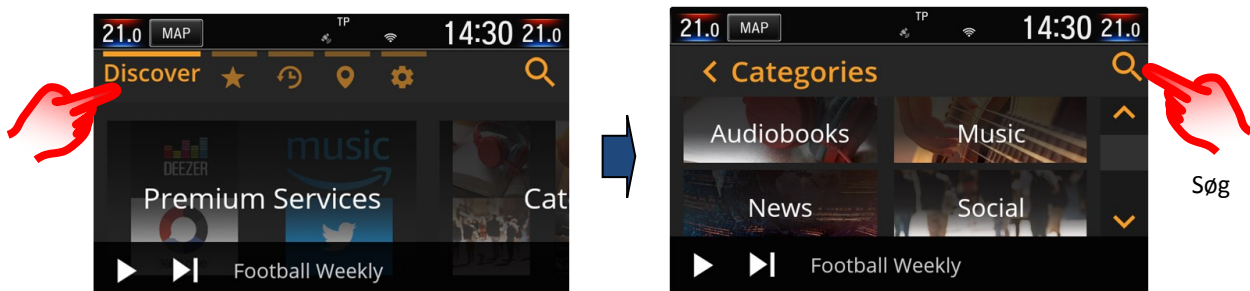 21.0 MAP TP 14:30 21.0
Discover
DEEZER music
Premium Services Cat
Football Weekly
21.0 MAP TP 14:30 21.0
Categories
Audiobooks Music
News Social
Football Weekly
Søg